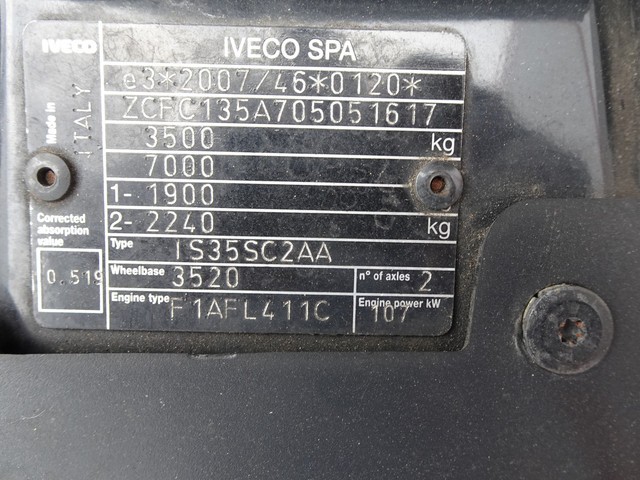 IVECO
IVECO SPA
Made in
ITALY
e3*2007/46*0120*
ZCFC135A705051617
3500 kg
7000
1- 1900
2- 2240 kg
Corrected
absorption
value
0.519
Type IS35SC2AA
Wheelbase 3520 n° of axles 2
Engine type F1AFL411C Engine power kW 107